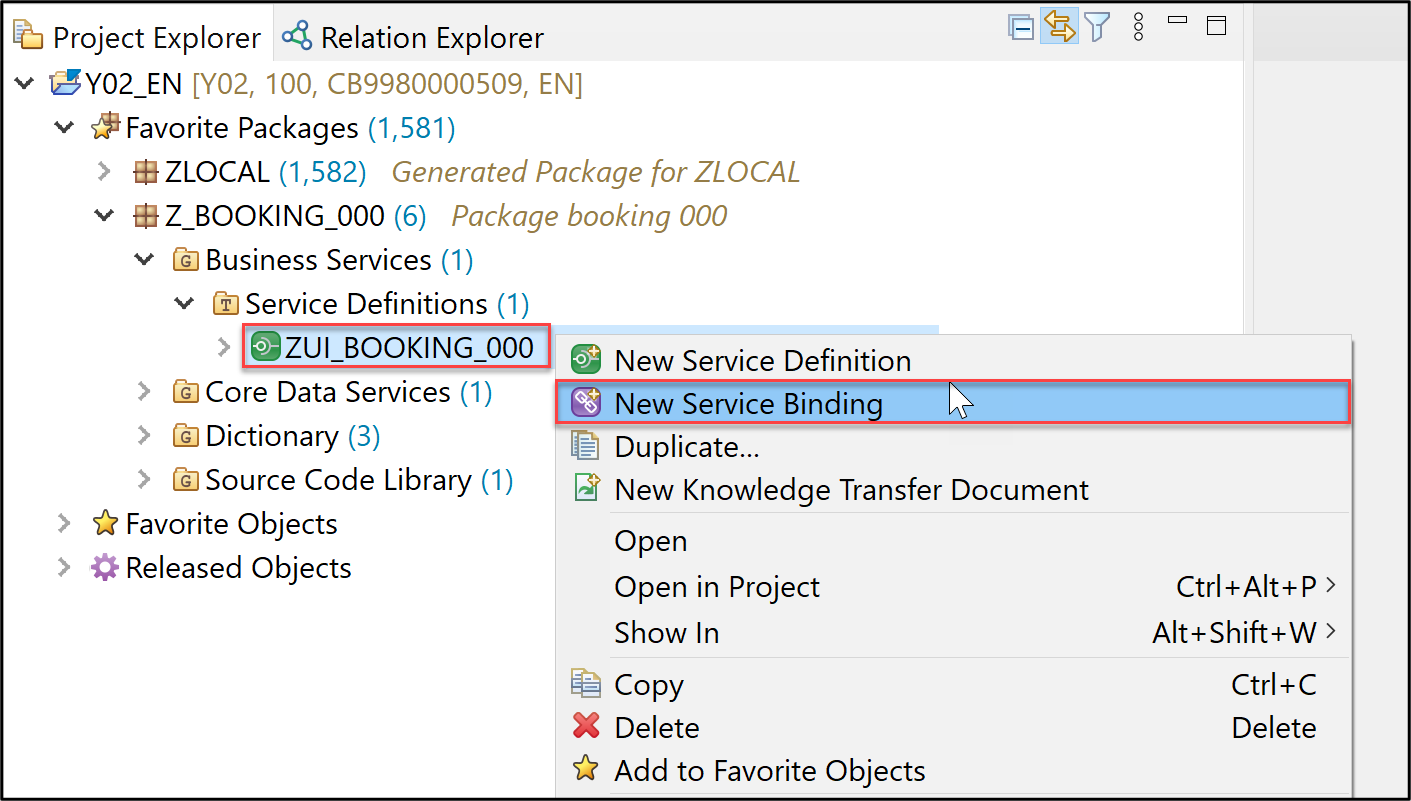 Project Explorer Relation Explorer
Y02_EN [Y02, 100, CB9980000509, EN]
Favorite Packages (1,581)
ZLOCAL (1,582) Generated Package for ZLOCAL
Z_BOOKING_000 (6) Package booking 000
G Business Services (1)
T Service Definitions (1)
ZUI_BOOKING_000
G Core Data Services (1)
G Dictionary (3)
G Source Code Library (1)
Favorite Objects
Released Objects
New Service Definition
New Service Binding
Duplicate...
New Knowledge Transfer Document
Open
Open in Project Ctrl+Alt+P
Show In Alt+Shift+W
Copy Ctrl+C
Delete Delete
Add to Favorite Objects